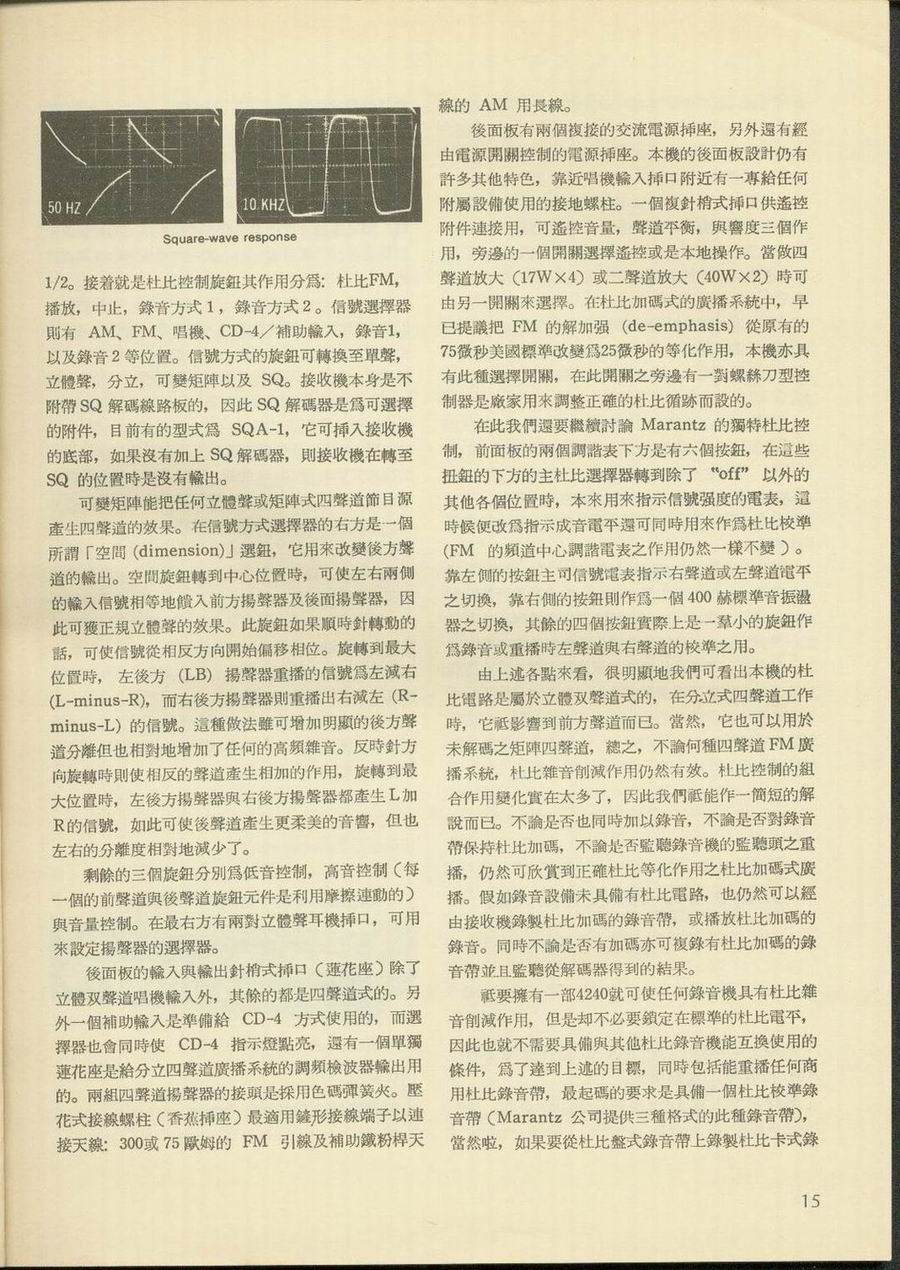 50 HZ
10 KHZ
Square-wave response
1/2。接着就是杜比控制旋鈕其作用分爲：杜比FM，
播放，中止，錄音方式1，錄音方式2。信號選擇器
則有 AM、FM、唱機、CD-4／補助輸入，錄音1，
以及錄音2等位置。信號方式的旋鈕可轉換至單聲，
立體聲，分立，可變矩陣以及 SQ。接收機本身是不
附帶SQ 解碼線路板的，因此SQ 解碼器是爲可選擇
的附件，目前有的型式爲 SQA-1，它可挿入接收機
的底部，如果沒有加上SQ解碼器，則接收機在轉至
SQ 的位置時是沒有輸出。
可變矩陣能把任何立體聲或矩陣式四聲道節目源
產生四聲道的效果。在信號方式選擇器的右方是一個
所謂「空間 (dimension)」選鈕，它用來改變後方聲
道的輸出。空間旋鈕轉到中心位置時，可使左右兩側
的輸入信號相等地饋入前方揚聲器及後面揚聲器，因
此可獲正規立體聲的效果。此旋鈕如果順時針轉動的
話，可使信號從相反方向開始偏移相位。旋轉到最大
位置時，左後方 (LB) 揚聲器重播的信號爲左減右
(L-minus-R)，而右後方揚聲器則重播出右減左 (R-
minus-L) 的信號。這種做法雖可增加明顯的後方聲
道分離但也相對地增加了任何的高頻雜音。反時針方
向旋轉時則使相反的聲道產生相加的作用，旋轉到最
大位置時，左後方揚聲器與右後方揚聲器都產生L加
R的信號，如此可使後聲道產生更柔美的音響，但也
左右的分離度相對地減少了。
剩餘的三個旋鈕分別爲低音控制，高音控制（每
一個的前聲道與後聲道旋鈕元件是利用摩擦連動的）
與音量控制。在最右方有兩對立體聲耳機挿口，可用
來設定揚聲器的選擇器。
後面板的輸入與輸出針梢式挿口（蓮花座）除了
立體双聲道唱機輸入外，其餘的都是四聲道式的。另
外一個補助輸入是準備給 CD-4 方式使用的，而選
擇器也會同時使 CD-4 指示燈點亮，還有一個單獨
蓮花座是給分立四聲道廣播系統的調頻檢波器輸出用
的。兩組四聲道揚聲器的接頭是採用色碼彈簧夾。壓
花式接線螺柱（香蕉挿座）最適用鏟形接線端子以連
接天線：300或 75 歐姆的 FM 引線及補助鐵粉桿天
線的 AM 用長線。
後面板有兩個複接的交流電源挿座，另外還有經
由電源開關控制的電源挿座。本機的後面板設計仍有
許多其他特色，靠近唱機輸入挿口附近有一專給任何
附屬設備使用的接地螺柱。一個複針梢式挿口供遙控
附件連接用，可遙控音量，聲道平衡，與響度三個作
用，旁邊的一個開關選擇遙控或是本地操作。當做四
聲道放大 (17W×4) 或二聲道放大 (40W×2) 時可
由另一開關來選擇。在杜比加碼式的廣播系統中，早
已提議把 FM 的解加强 (de-emphasis) 從原有的
75微秒美國標準改變爲25微秒的等化作用，本機亦具
有此種選擇開關，在此開關之旁邊有一對螺絲刀型控
制器是廠家用來調整正確的杜比循跡而設的。
在此我們還要繼續討論 Marantz 的獨特杜比控
制，前面板的兩個調諧表下方是有六個按鈕，在這些
扭鈕的下方的主杜比選擇器轉到除了 “off” 以外的
其他各個位置時，本來用來指示信號强度的電表，這
時候便改爲指示成音電平還可同時用來作爲杜比校準
(FM 的頻道中心調諧電表之作用仍然一樣不變）。
靠左側的按鈕主司信號電表指示右聲道或左聲道電平
之切換，靠右側的按鈕則作爲一個 400 赫標準音振盪
器之切換，其餘的四個按鈕實際上是一羣小的旋鈕作
爲錄音或重播時左聲道與右聲道的校準之用。
由上述各點來看，很明顯地我們可看出本機的杜
比電路是屬於立體双聲道式的，在分立式四聲道工作
時，它祇影響到前方聲道而已。當然，它也可以用於
未解碼之矩陣四聲道，總之，不論何種四聲道 FM 廣
播系統，杜比雜音削減作用仍然有效。杜比控制的組
合作用變化實在太多了，因此我們祇能作一簡短的解
說而已。不論是否也同時加以錄音，不論是否對錄音
帶保持杜比加碼，不論是否監聽錄音機的監聽頭之重
播，仍然可欣賞到正確杜比等化作用之杜比加碼式廣
播。假如錄音設備未具備有杜比電路，也仍然可以經
由接收機錄製杜比加碼的錄音帶，或播放杜比加碼的
錄音。同時不論是否有加碼亦可複錄有杜比加碼的錄
音帶並且監聽從解碼器得到的結果。
祇要擁有一部4240就可使任何錄音機具有杜比雜
音削減作用，但是却不必要鎖定在標準的杜比電平，
因此也就不需要具備與其他杜比錄音機能互換使用的
條件，爲了達到上述的目標，同時包括能重播任何商
用杜比錄音帶，最起碼的要求是具備一個杜比校準錄
音帶（Marantz 公司提供三種格式的此種錄音帶)，
當然啦，如果要從杜比盤式錄音帶上錄製杜比卡式錄
15